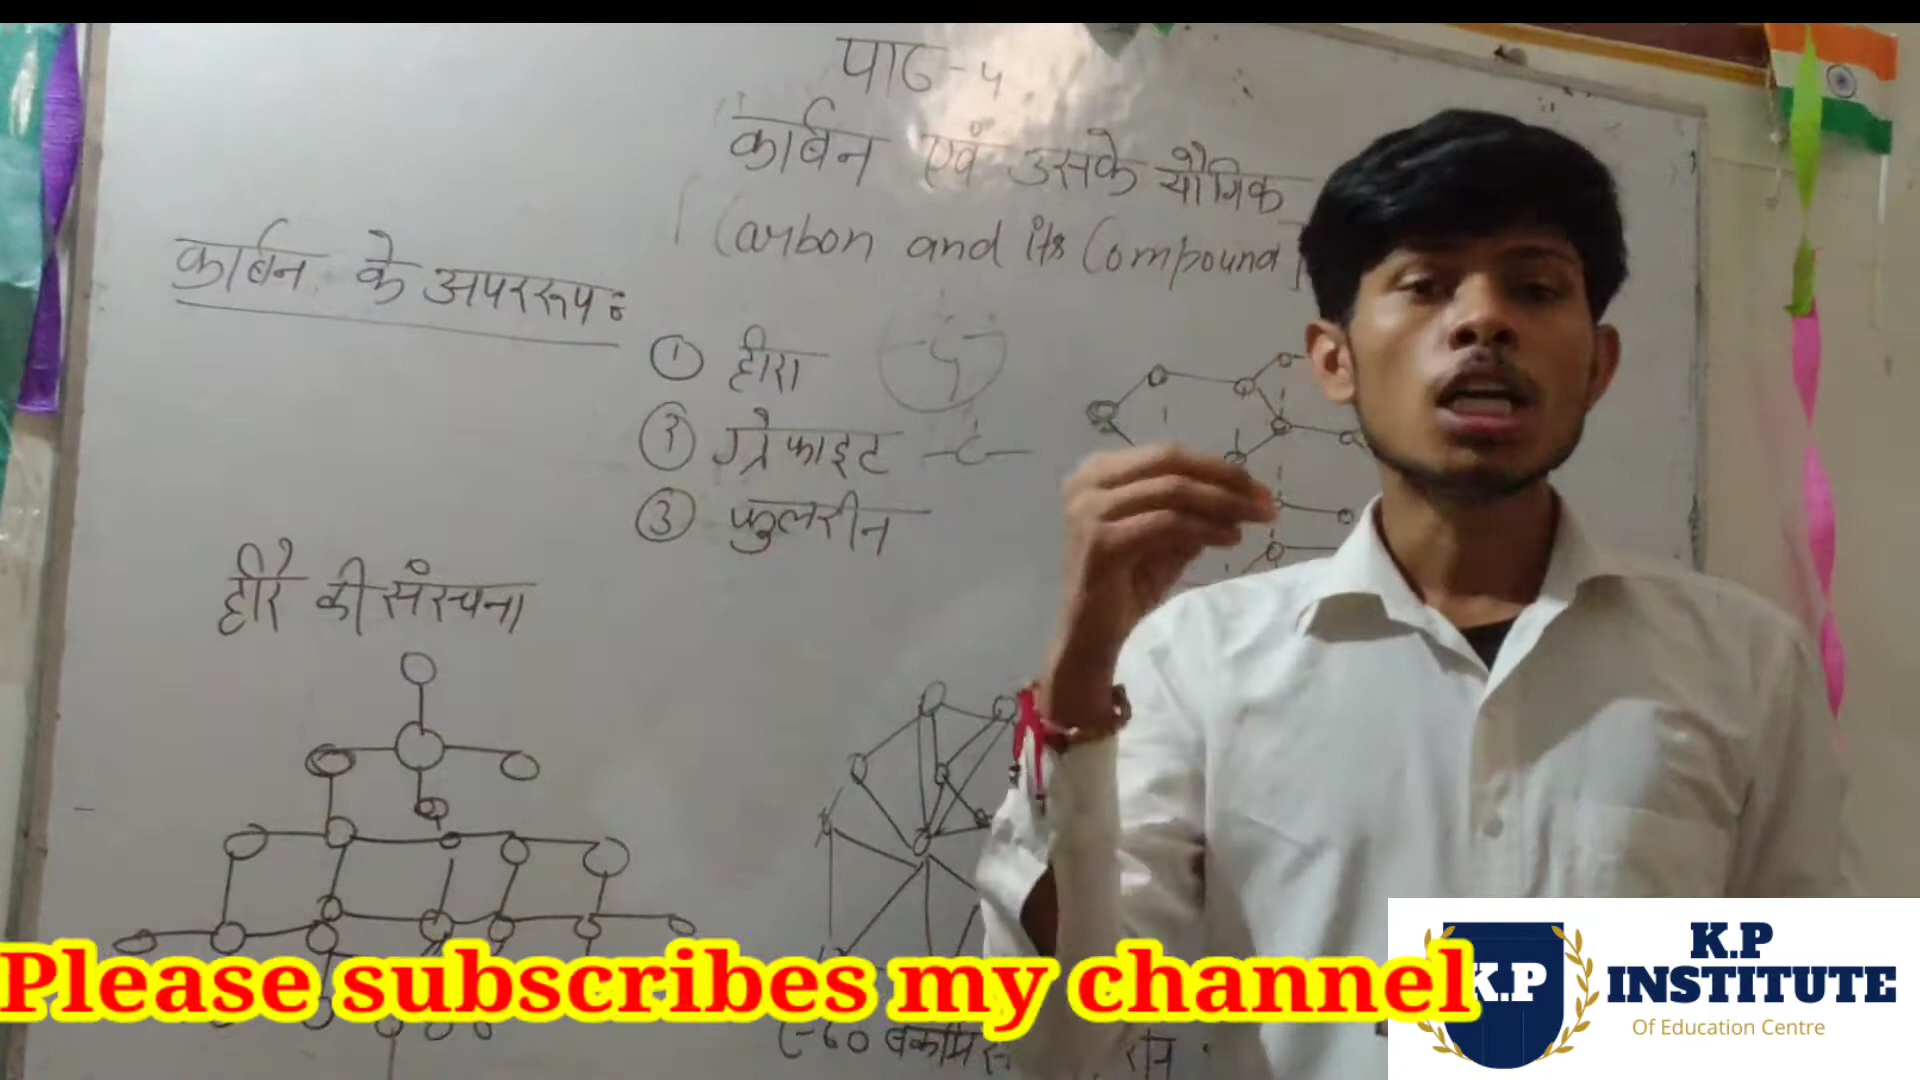 पाठ-५
कार्बन एवं उसके यौगिक
Carbon and its Compound
कार्बन के अपररूप :
① हीरा
② ग्रेफाइट -C-
③ फुलरीन
हीरे की संरचना
C-60
Please subscribes my channel
K.P
K.P
INSTITUTE
Of Education Centre